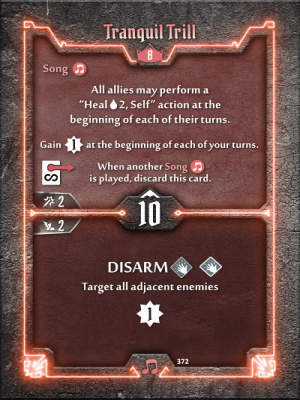 Tranquil Trill
8
Song
All allies may perform a
“Heal 2, Self” action at the
beginning of each of their turns.
Gain 1 at the beginning of each of your turns.
When another Song
is played, discard this card.
2
10
2
DISARM
Target all adjacent enemies
1
372